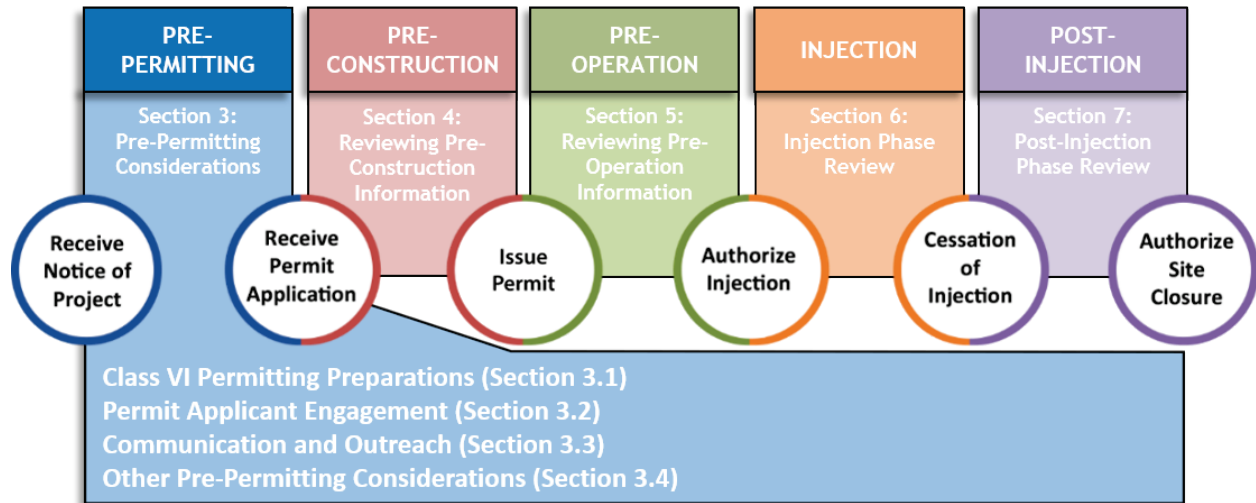 PRE-
PERMITTING
PRE-
CONSTRUCTION
PRE-
OPERATION
INJECTION
POST-
INJECTION
Section 3:
Pre-Permitting
Considerations
Section 4:
Reviewing Pre-
Construction
Information
Section 5:
Reviewing Pre-
Operation
Information
Section 6:
Injection Phase
Review
Section 7:
Post-Injection
Phase Review
Receive
Notice of
Project
Receive
Permit
Application
Issue
Permit
Authorize
Injection
Cessation
of
Injection
Authorize
Site
Closure
Class VI Permitting Preparations (Section 3.1)
Permit Applicant Engagement (Section 3.2)
Communication and Outreach (Section 3.3)
Other Pre-Permitting Considerations (Section 3.4)